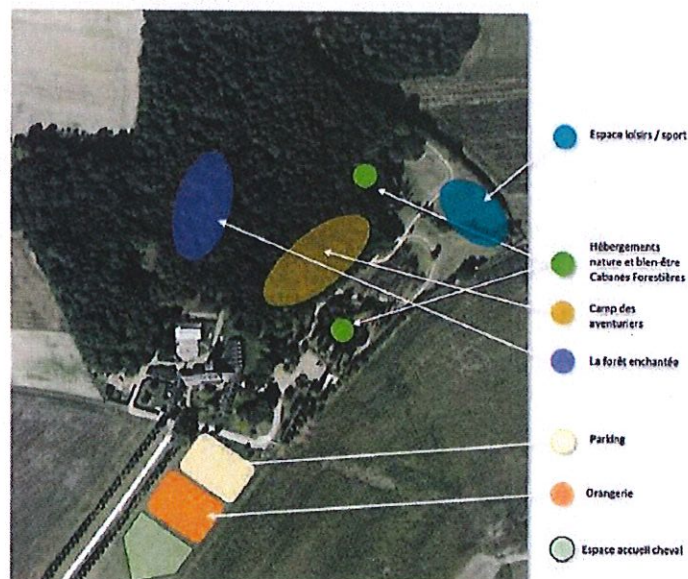 Espace loisirs / sport
Hébergements
nature et bien-être
Cabanes Forestières
Camp des
aventuriers
La forêt enchantée
Parking
Orangerie
Espace accueil cheval